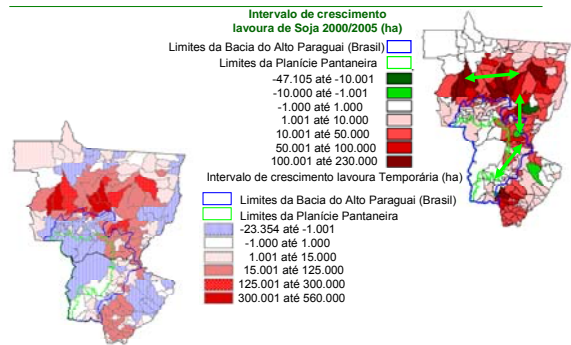 Intervalo de crescimento
lavoura de Soja 2000/2005 (ha)
Limites da Bacia do Alto Paraguai (Brasil)
Limites da Planície Pantaneira
-47.105 até -10.001
-10.000 até -1.001
-1.000 até 1.000
1.001 até 10.000
10.001 até 50.000
50.001 até 100.000
100.001 até 230.000
Intervalo de crescimento lavoura Temporária (ha)
Limites da Bacia do Alto Paraguai (Brasil)
Limites da Planície Pantaneira
-23.354 até -1.001
-1.000 até 1.000
1.001 até 15.000
15.001 até 125.000
125.001 até 300.000
300.001 até 560.000